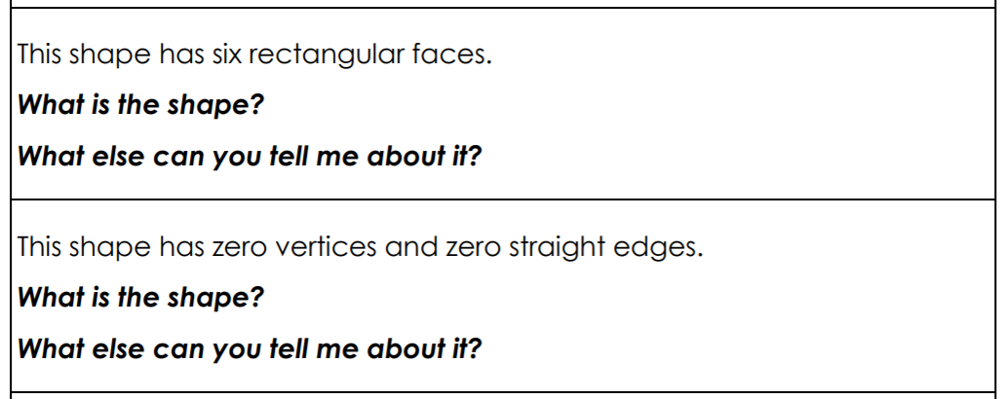 This shape has six rectangular faces.
What is the shape?
What else can you tell me about it?
This shape has zero vertices and zero straight edges.
What is the shape?
What else can you tell me about it?